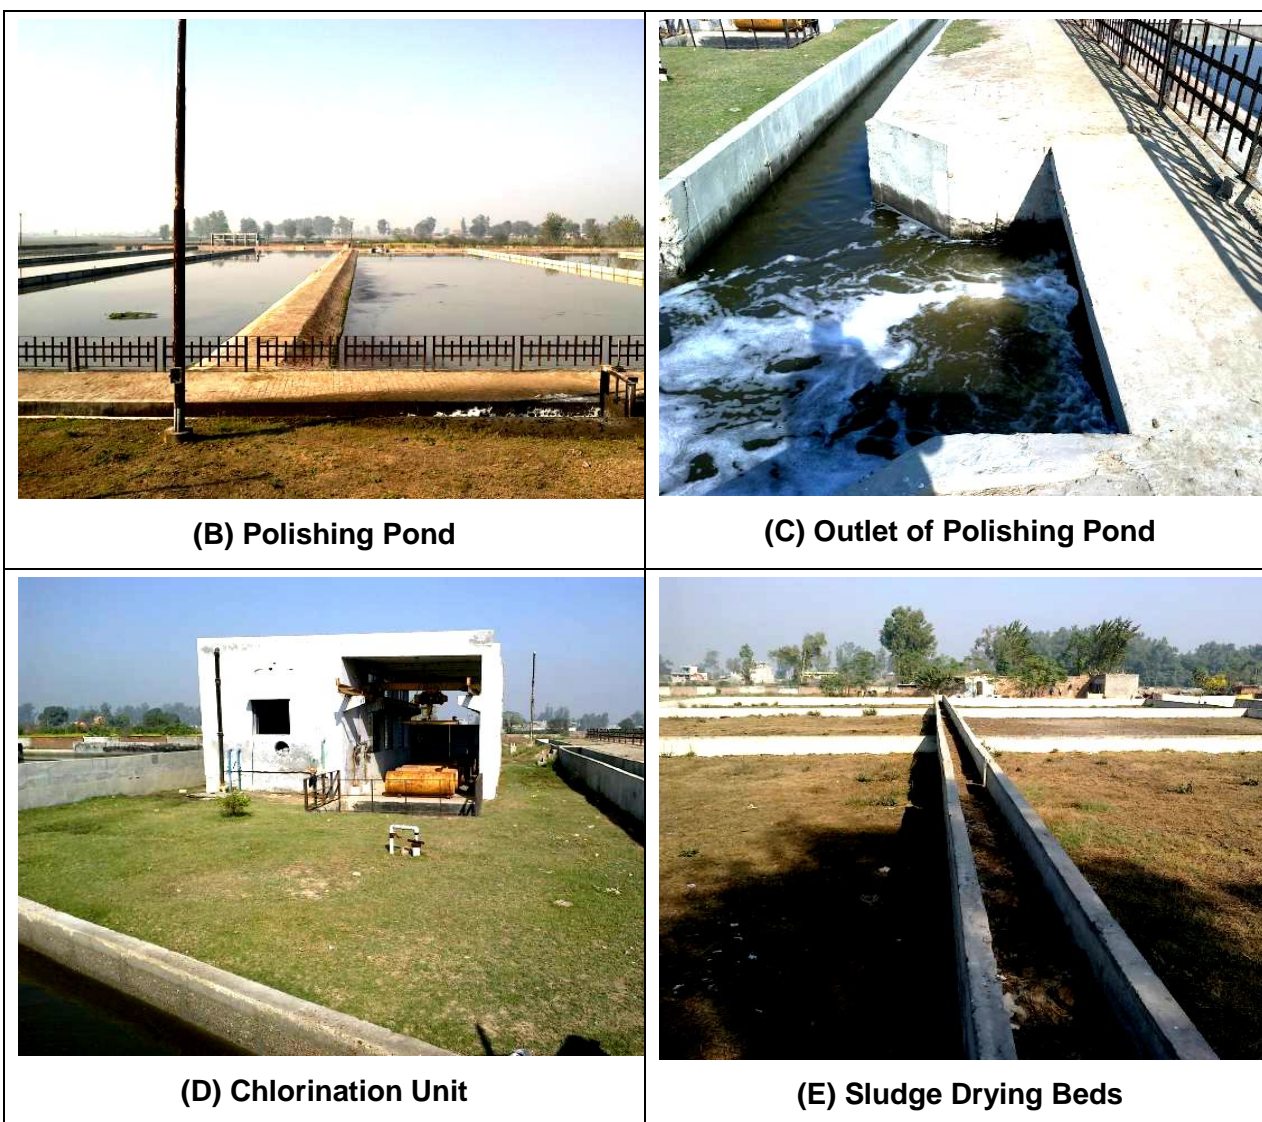 (B) Polishing Pond
(C) Outlet of Polishing Pond
(D) Chlorination Unit
(E) Sludge Drying Beds